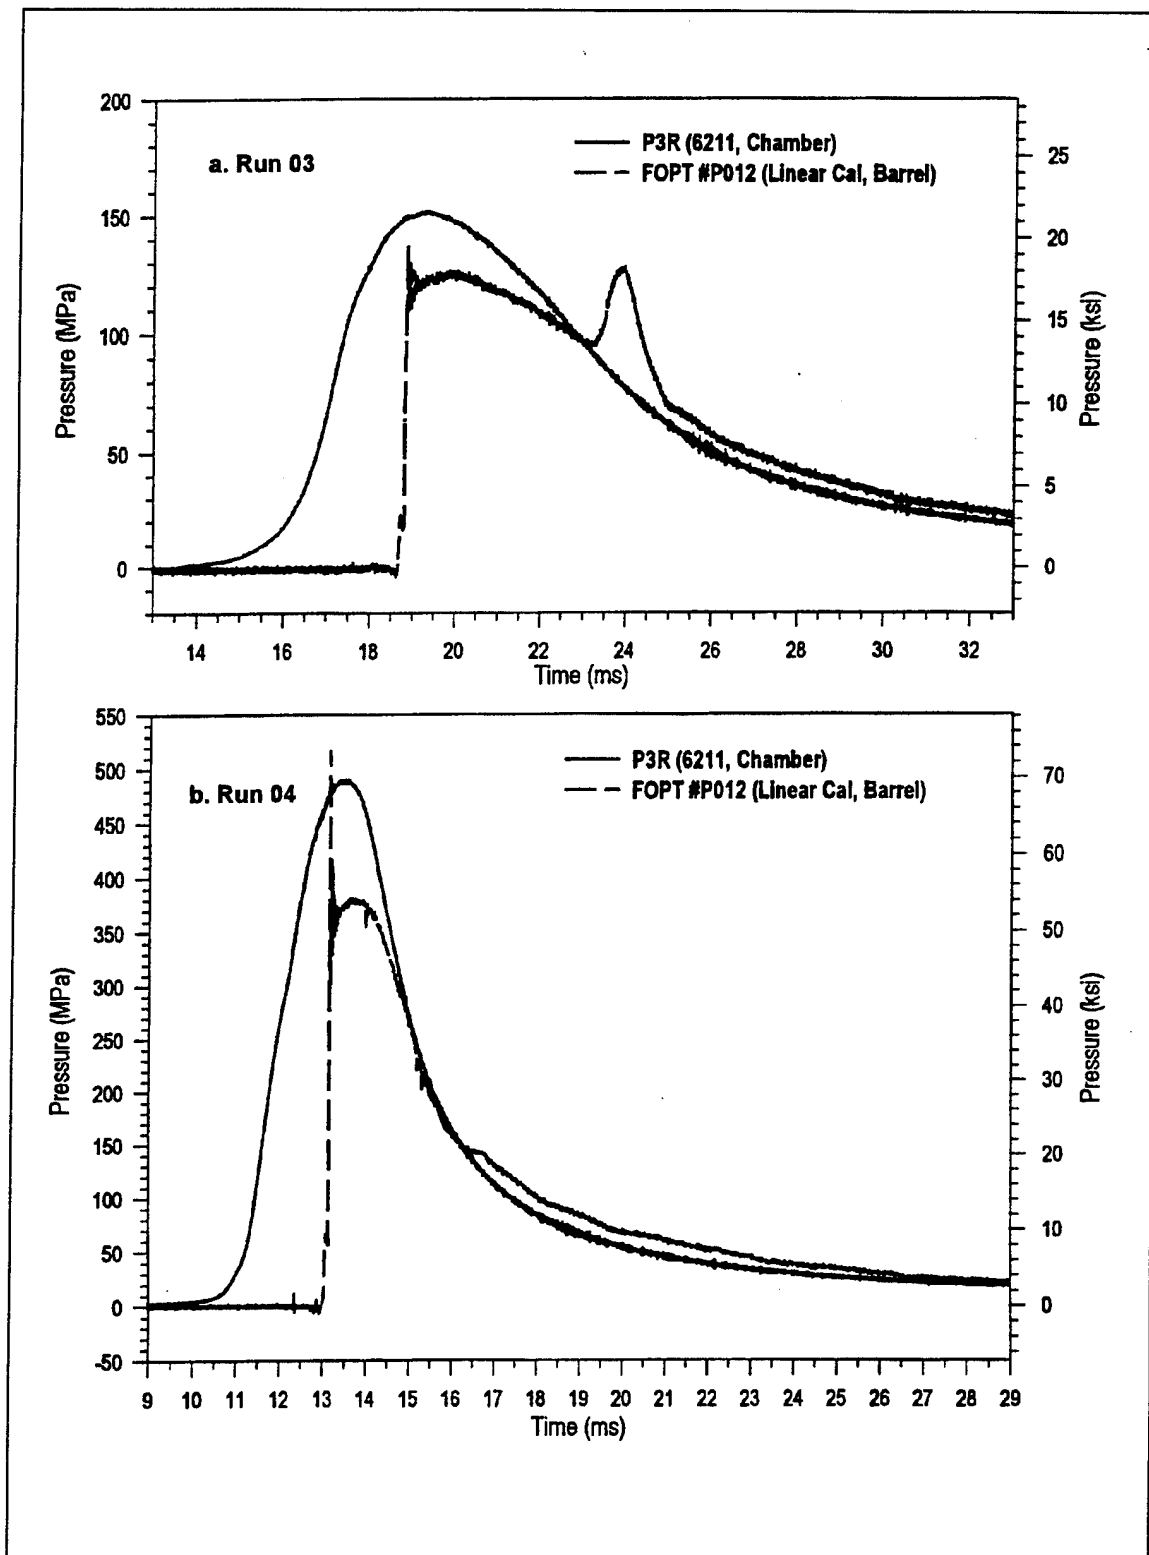 200
150
100
50
0
Pressure (MPa)
a. Run 03
P3R (6211, Chamber)
FOPT #P012 (Linear Cal, Barrel)
25
20
15
10
5
0
Pressure (ksi)
14 16 18 20 22 24 26 28 30 32
Time (ms)
550
500
450
400
350
300
250
200
150
100
50
0
-50
Pressure (MPa)
b. Run 04
P3R (6211, Chamber)
FOPT #P012 (Linear Cal, Barrel)
70
60
50
40
30
20
10
0
Pressure (ksi)
9 10 11 12 13 14 15 16 17 18 19 20 21 22 23 24 25 26 27 28 29
Time (ms)